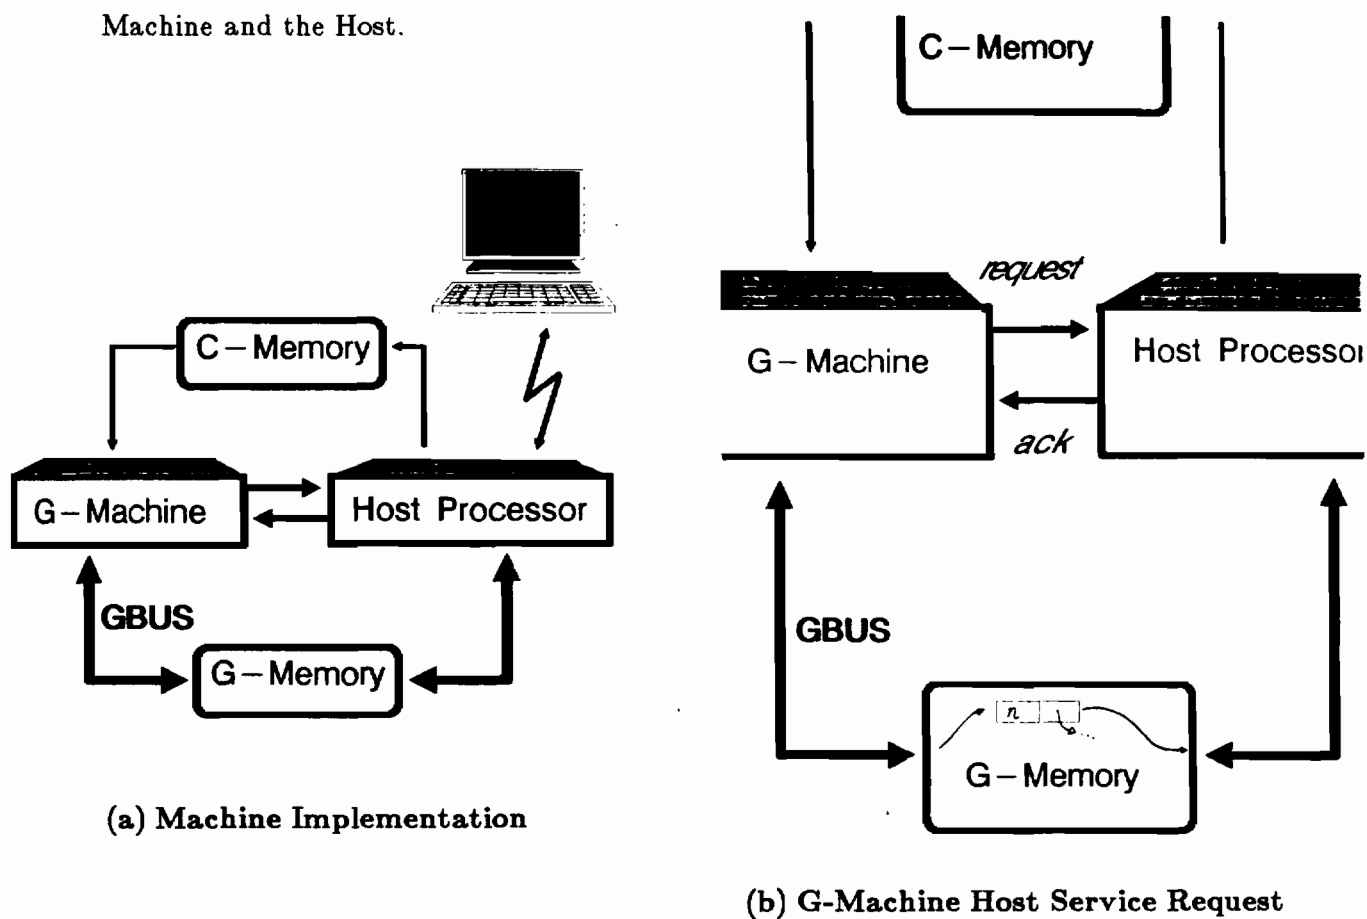 Machine and the Host.
C – Memory
G – Machine
Host Processor
GBUS
G – Memory
(a) Machine Implementation
C – Memory
request
G – Machine
Host Processor
ack
GBUS
n
...
G – Memory
(b) G-Machine Host Service Request